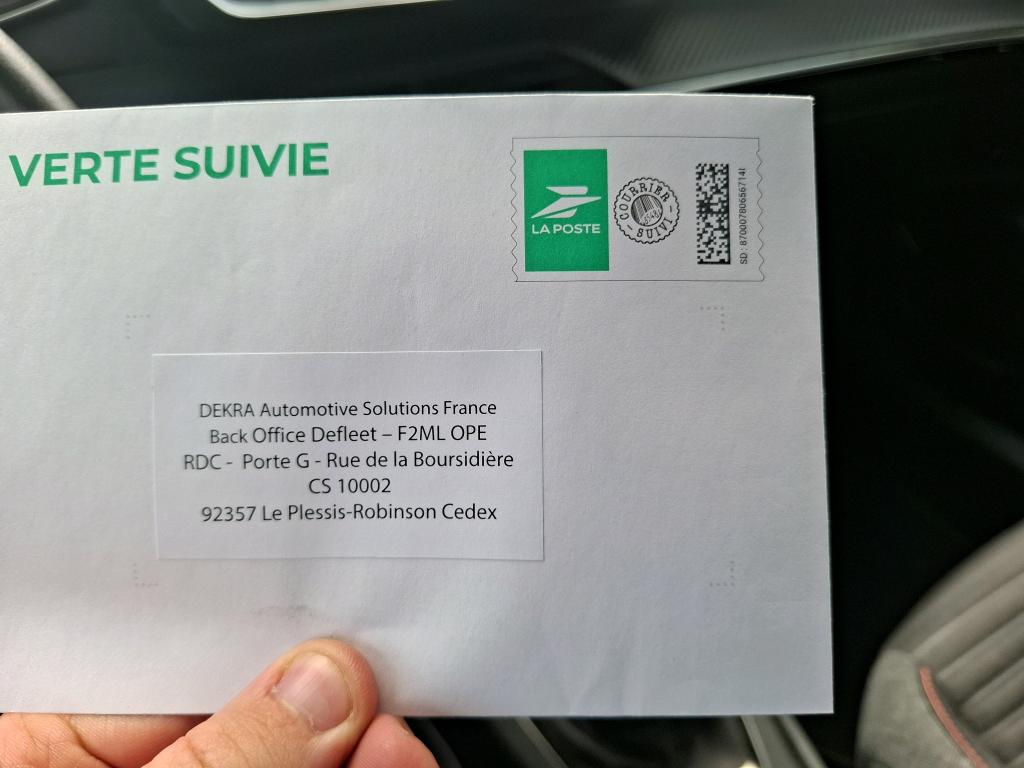 VERTE SUIVIE
LA POSTE
COURRIER
SUIVI
SD : 87000780656714I
DEKRA Automotive Solutions France
Back Office Defleet – F2ML OPE
RDC - Porte G - Rue de la Boursidière
CS 10002
92357 Le Plessis-Robinson Cedex